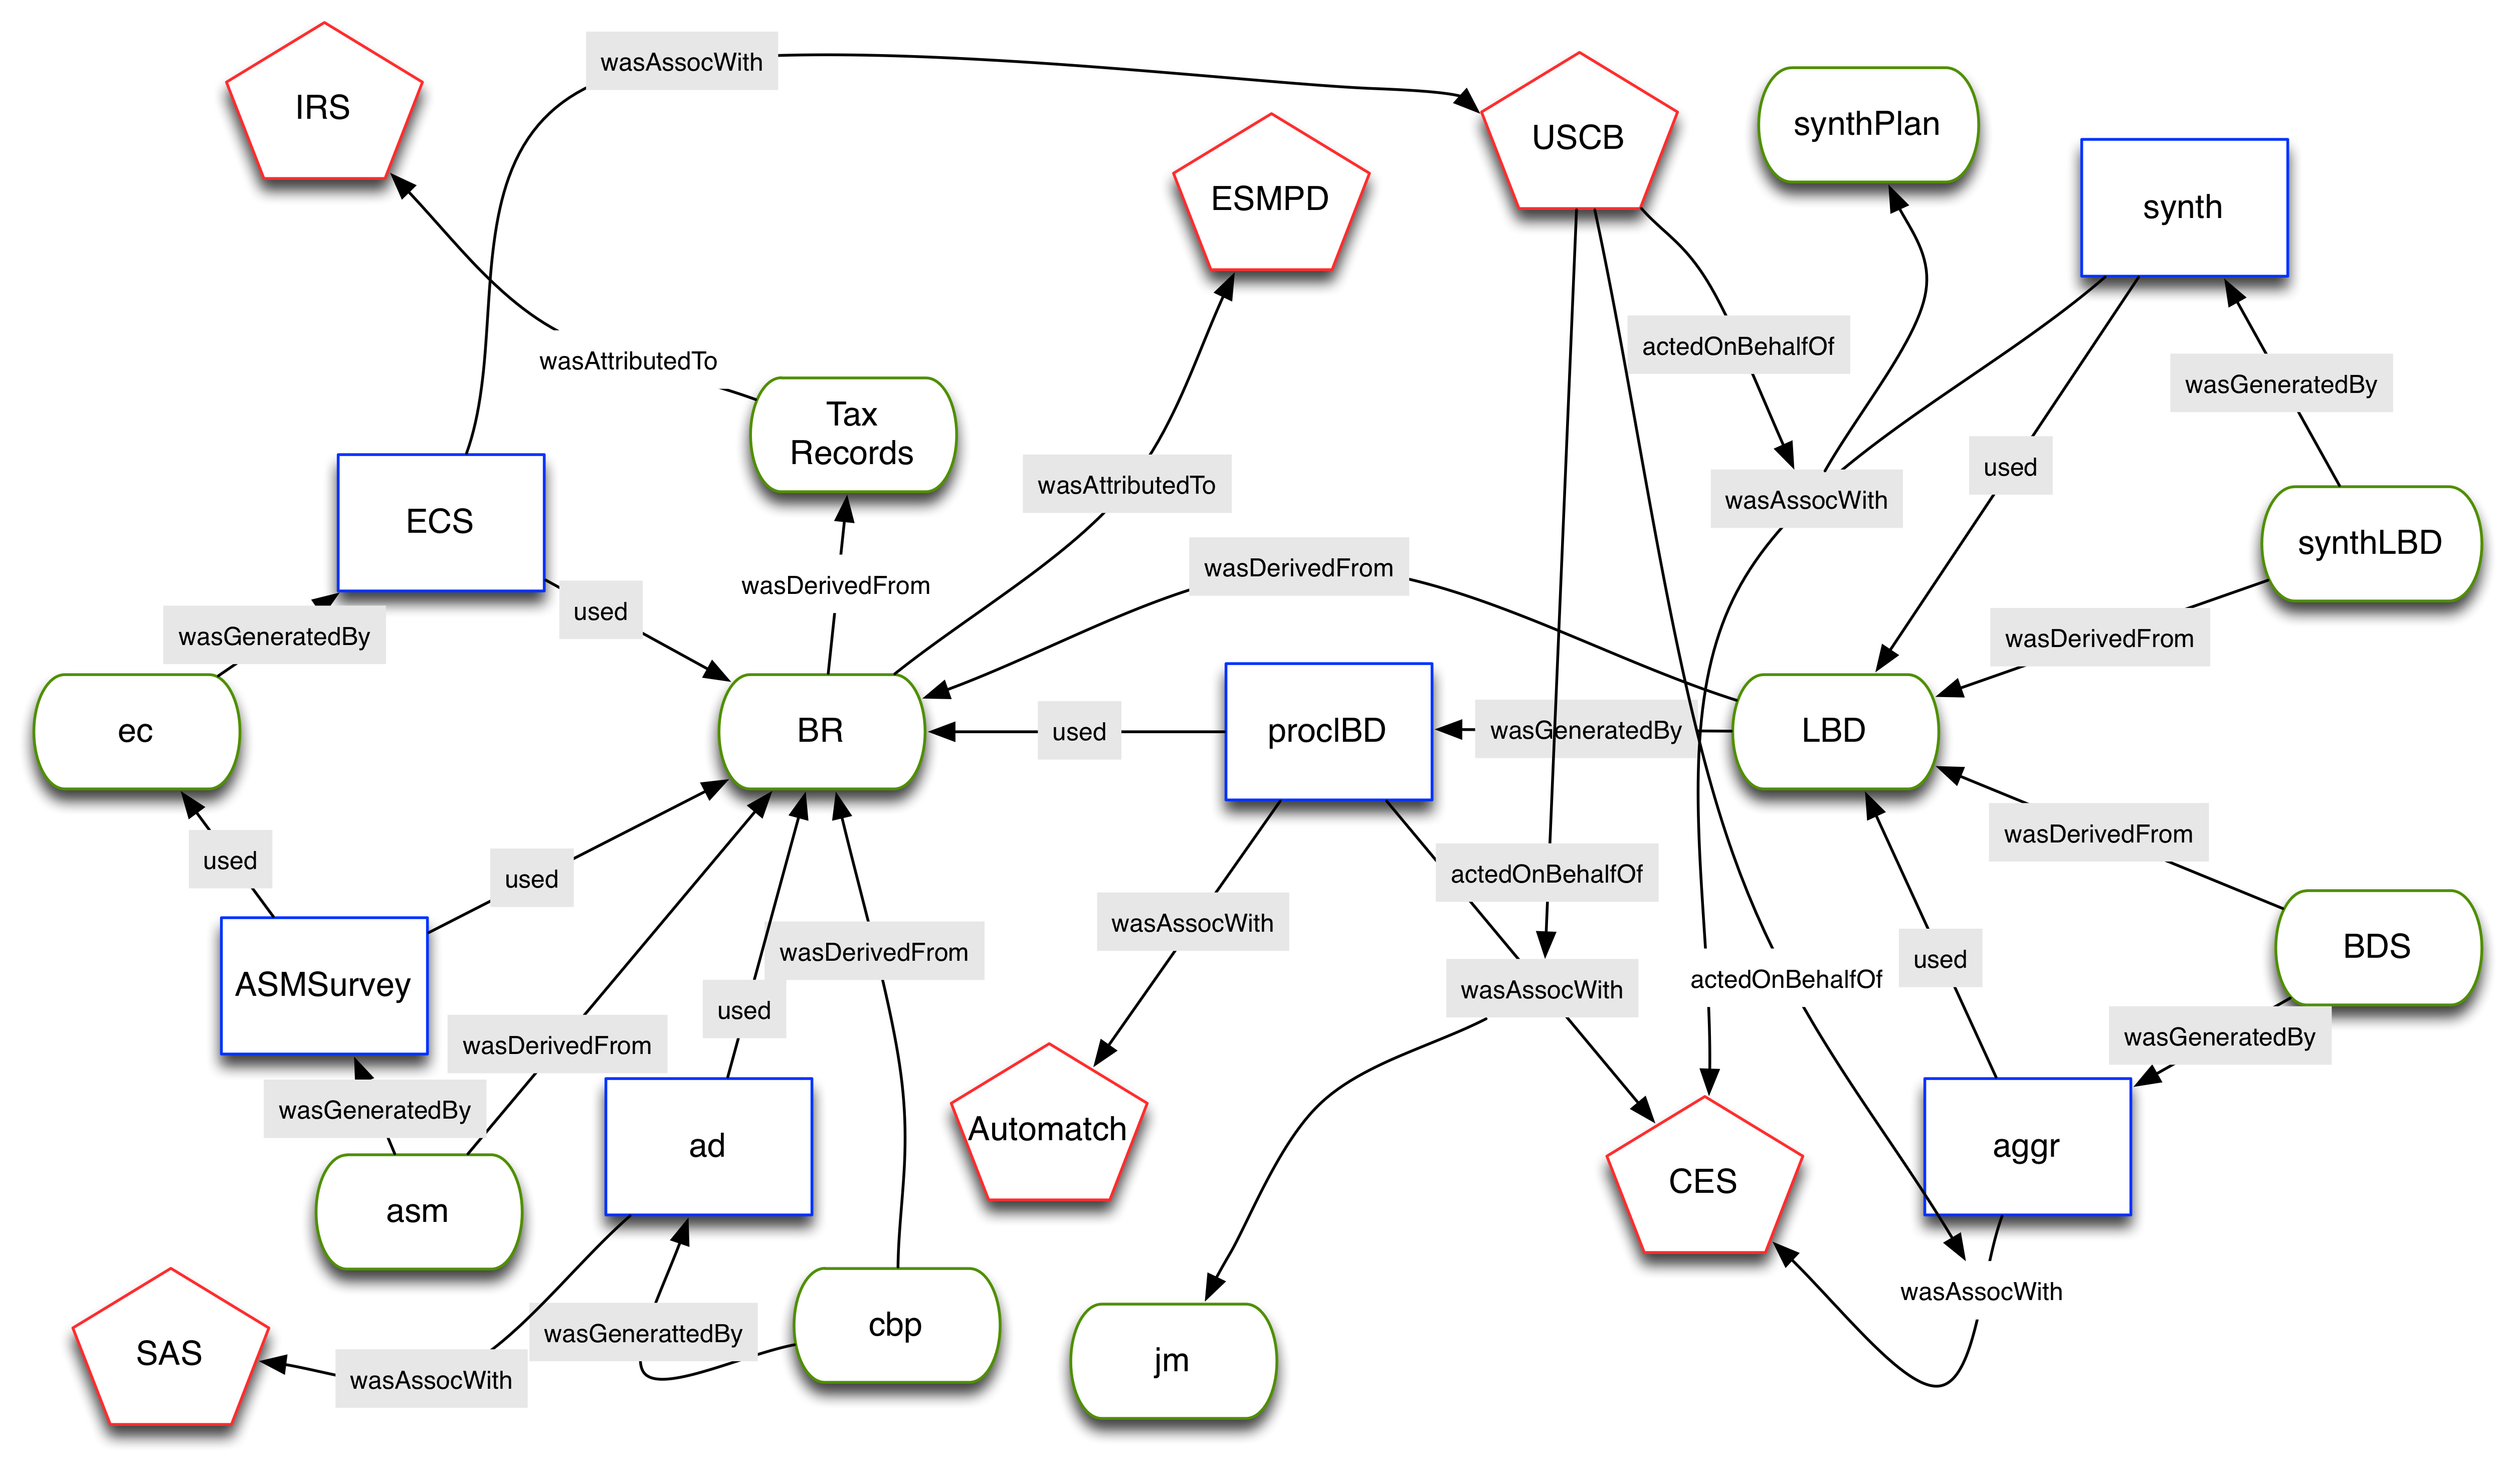 wasAssocWith
IRS
USCB
synthPlan
ESMPD
synth
actedOnBehalfOf
wasAttributedTo
wasGeneratedBy
Tax
Records
used
wasAttributedTo
wasAssocWith
ECS
synthLBD
wasDerivedFrom
wasDerivedFrom
used
wasGeneratedBy
wasDerivedFrom
ec
BR
used
procIBD
wasGeneratedBy
LBD
wasDerivedFrom
used
used
actedOnBehalfOf
wasAssocWith
wasDerivedFrom
BDS
used
ASMSurvey
actedOnBehalfOf
wasAssocWith
used
wasDerivedFrom
wasGeneratedBy
wasGeneratedBy
Automatch
ad
aggr
CES
asm
wasAssocWith
cbp
wasGenerattedBy
SAS
jm
wasAssocWith